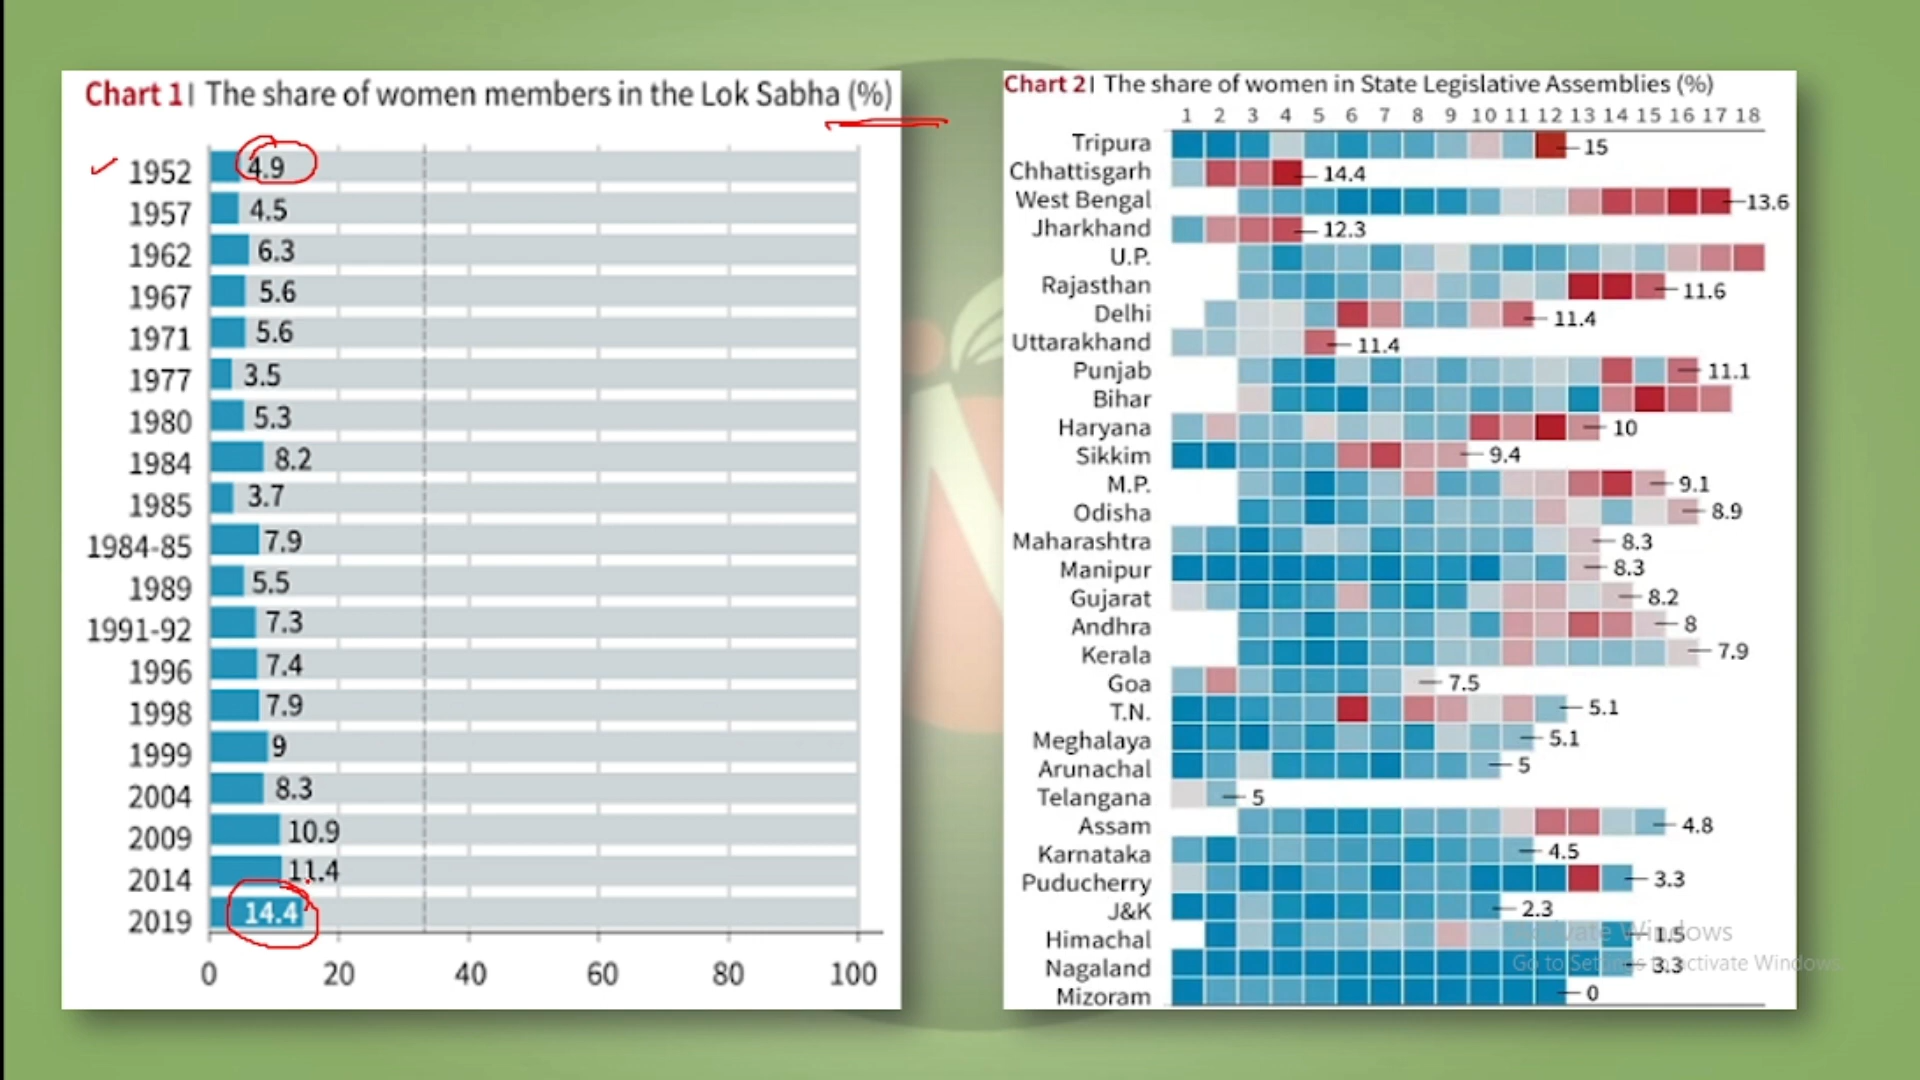 Chart 1| The share of women members in the Lok Sabha (%)
1952 4.9
1957 4.5
1962 6.3
1967 5.6
1971 5.6
1977 3.5
1980 5.3
1984 8.2
1985 3.7
1984-85 7.9
1989 5.5
1991-92 7.3
1996 7.4
1998 7.9
1999 9
2004 8.3
2009 10.9
2014 11.4
2019 14.4
0 20 40 60 80 100
Chart 2| The share of women in State Legislative Assemblies (%)
1 2 3 4 5 6 7 8 9 10 11 12 13 14 15 16 17 18
Tripura 15
Chhattisgarh 14.4
West Bengal 13.6
Jharkhand 12.3
U.P.
Rajasthan 11.6
Delhi 11.4
Uttarakhand 11.4
Punjab 11.1
Bihar
Haryana 10
Sikkim 9.4
M.P. 9.1
Odisha 8.9
Maharashtra 8.3
Manipur 8.3
Gujarat 8.2
Andhra 8
Kerala 7.9
Goa 7.5
T.N. 5.1
Meghalaya 5.1
Arunachal 5
Telangana 5
Assam 4.8
Karnataka 4.5
Puducherry 3.3
J&K 2.3
Himachal 1.5
Nagaland 3.3
Mizoram 0
Activate Windows
Go to Settings to activate Windows.